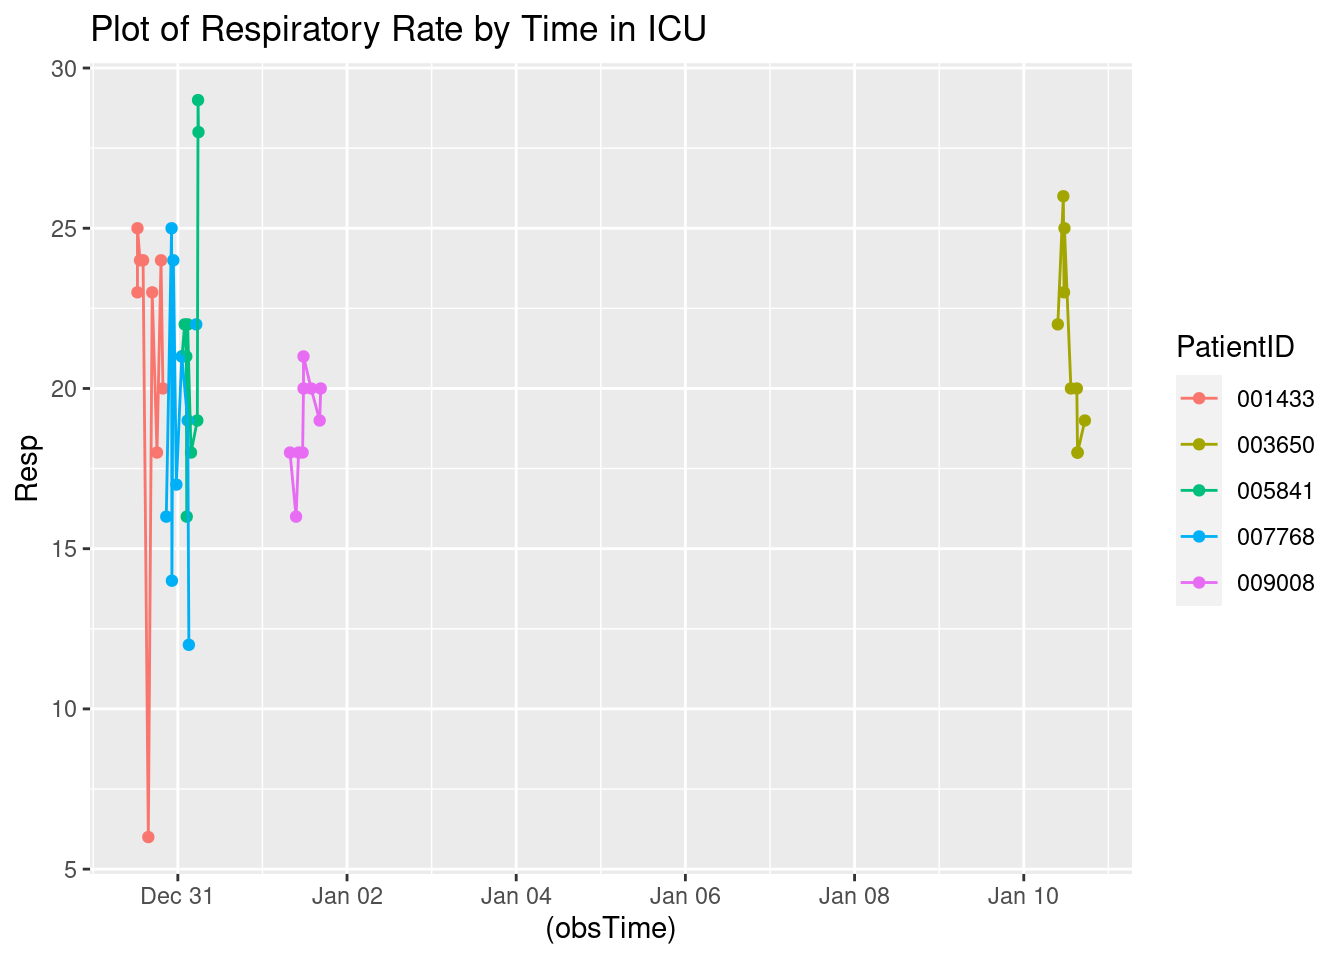 Plot of Respiratory Rate by Time in ICU
30
25
20
15
10
5
Resp
Dec 31
Jan 02
Jan 04
Jan 06
Jan 08
Jan 10
(obsTime)
PatientID
001433
003650
005841
007768
009008